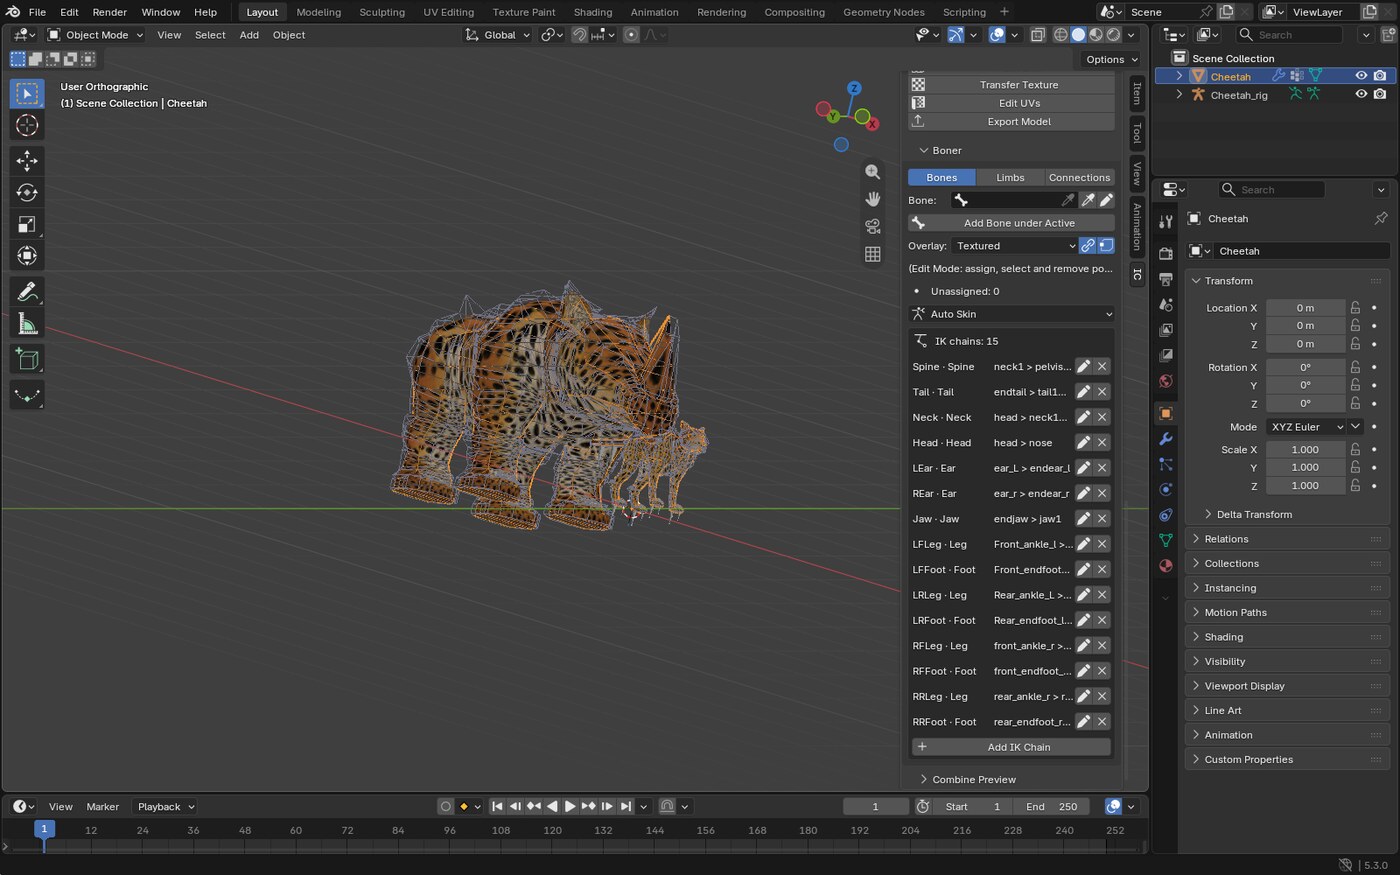 File Edit Render Window Help Layout Modeling Sculpting UV Editing Texture Paint Shading Animation Rendering Compositing Geometry Nodes Scripting + Scene ViewLayer
Object Mode View Select Add Object Global Search
Options
User Orthographic
(1) Scene Collection | Cheetah
Z
Y
X
Transfer Texture
Edit UVs
Export Model
Boner
Bones Limbs Connections
Bone:
Add Bone under Active
Overlay: Textured
(Edit Mode: assign, select and remove po...
• Unassigned: 0
Auto Skin
IK chains: 15
Spine · Spine neck1 > pelvis...
Tail · Tail endtail > tail1...
Neck · Neck head > neck1...
Head · Head head > nose
LEar · Ear ear_L > endear_l
REar · Ear ear_r > endear_r
Jaw · Jaw endjaw > jaw1
LFLeg · Leg Front_ankle_l >...
LFFoot · Foot Front_endfoot...
LRLeg · Leg Rear_ankle_L >...
LRFoot · Foot Rear_endfoot_l...
RFLeg · Leg front_ankle_r >...
RFFoot · Foot front_endfoot_...
RRLeg · Leg rear_ankle_r > r...
RRFoot · Foot rear_endfoot_r...
+ Add IK Chain
Combine Preview
Item
Tool
View
Animation
IC
Scene Collection
Cheetah
Cheetah_rig
Search
Cheetah
Cheetah
Transform
Location X 0 m
Y 0 m
Z 0 m
Rotation X 0°
Y 0°
Z 0°
Mode XYZ Euler
Scale X 1.000
Y 1.000
Z 1.000
Delta Transform
Relations
Collections
Instancing
Motion Paths
Shading
Visibility
Viewport Display
Line Art
Animation
Custom Properties
View Marker Playback 1 Start 1 End 250
1 12 24 36 48 60 72 84 96 108 120 132 144 156 168 180 192 204 216 228 240 252
5.3.0